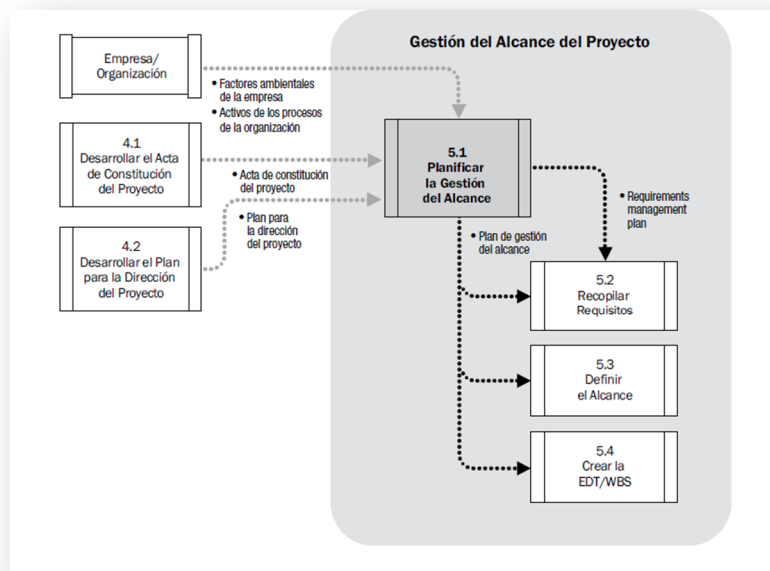 Gestión del Alcance del Proyecto
Empresa/
Organización
• Factores ambientales
de la empresa
• Activos de los procesos
de la organización
4.1
Desarrollar el Acta
de Constitución
del Proyecto
• Acta de constitución
del proyecto
5.1
Planificar
la Gestión
del Alcance
• Requirements
management
plan
• Plan para
la dirección
del proyecto
• Plan de gestión
del alcance
4.2
Desarrollar el Plan
para la Dirección
del Proyecto
5.2
Recopilar
Requisitos
5.3
Definir
el Alcance
5.4
Crear la
EDT/WBS